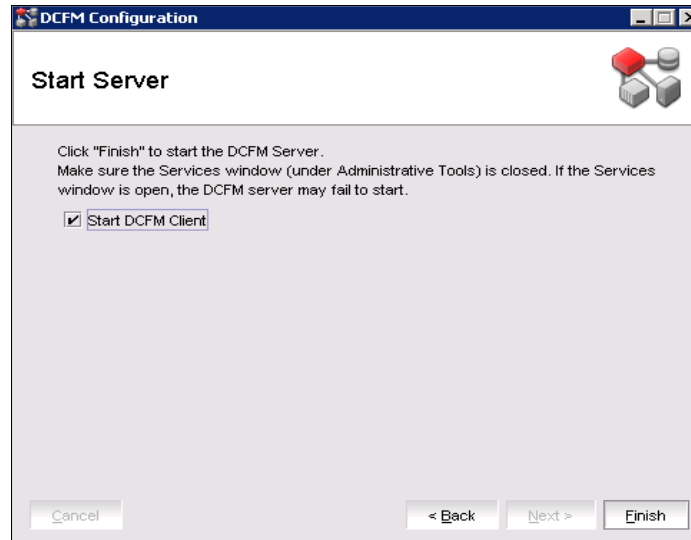 DCFM Configuration
Start Server
Click "Finish" to start the DCFM Server.
Make sure the Services window (under Administrative Tools) is closed. If the Services
window is open, the DCFM server may fail to start.
Start DCFM Client
Cancel
< Back
Next >
Finish